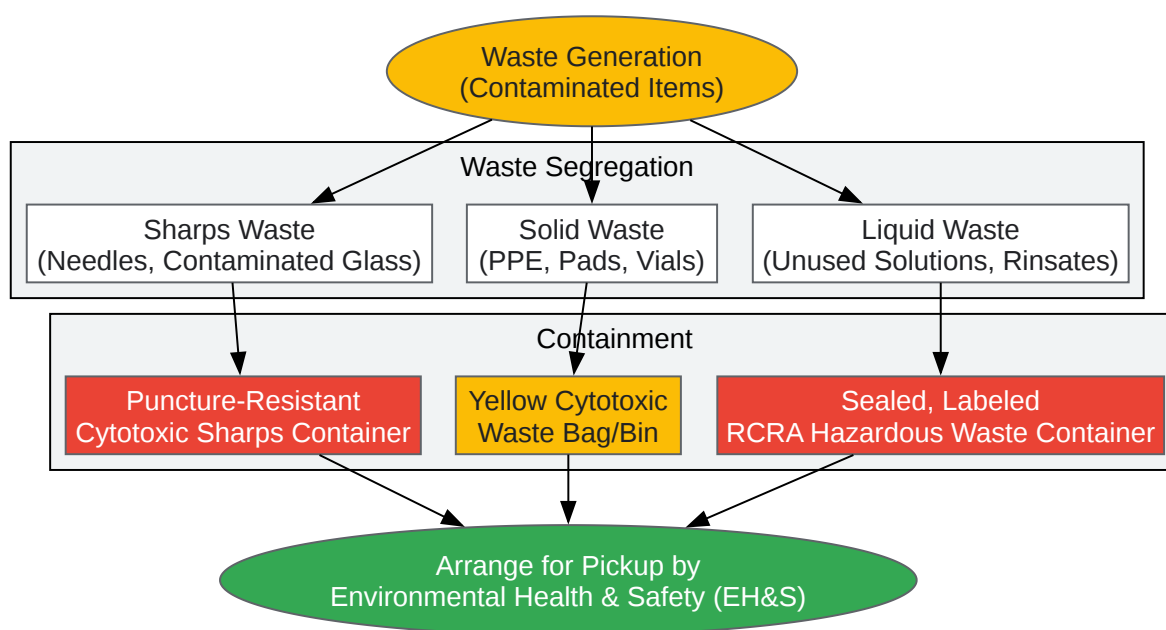 Waste Generation
(Contaminated Items)
Waste Segregation
Sharps Waste
(Needles, Contaminated Glass)
Solid Waste
(PPE, Pads, Vials)
Liquid Waste
(Unused Solutions, Rinsates)
Containment
Puncture-Resistant
Cytotoxic Sharps Container
Yellow Cytotoxic
Waste Bag/Bin
Sealed, Labeled
RCRA Hazardous Waste Container
Arrange for Pickup by
Environmental Health & Safety (EH&S)